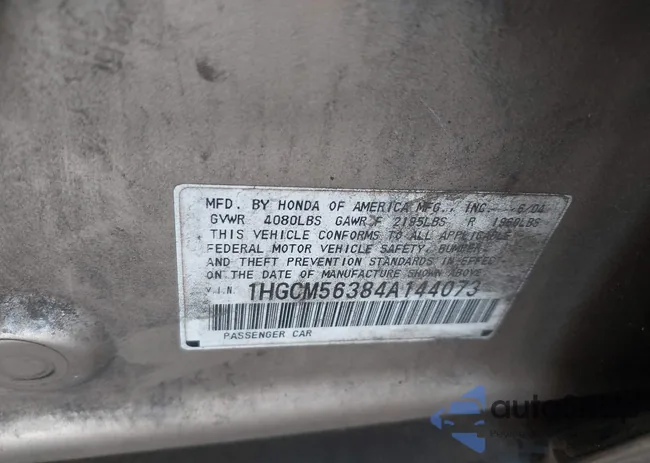 MFD. BY HONDA OF AMERICA MFG., INC. 6/04
GVWR 4080LBS GAWR F 2195LBS R 1960LBS
THIS VEHICLE CONFORMS TO ALL APPLICABLE
FEDERAL MOTOR VEHICLE SAFETY, BUMPER,
AND THEFT PREVENTION STANDARDS IN EFFECT
ON THE DATE OF MANUFACTURE SHOWN ABOVE
V.I.N. 1HGCM56384A144073
PASSENGER CAR